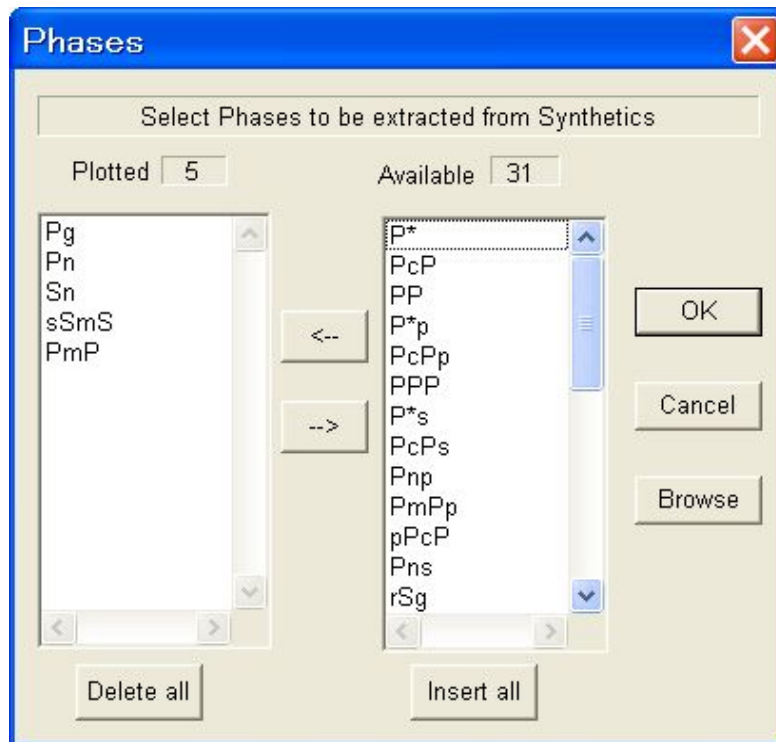 Phases
Select Phases to be extracted from Synthetics
Plotted 5
Available 31
Pg
Pn
Sn
sSmS
PmP
<--
-->
P*
PcP
PP
P*p
PcPp
PPP
P*s
PcPs
Pnp
PmPp
pPcP
Pns
rSg
OK
Cancel
Browse
Delete all
Insert all